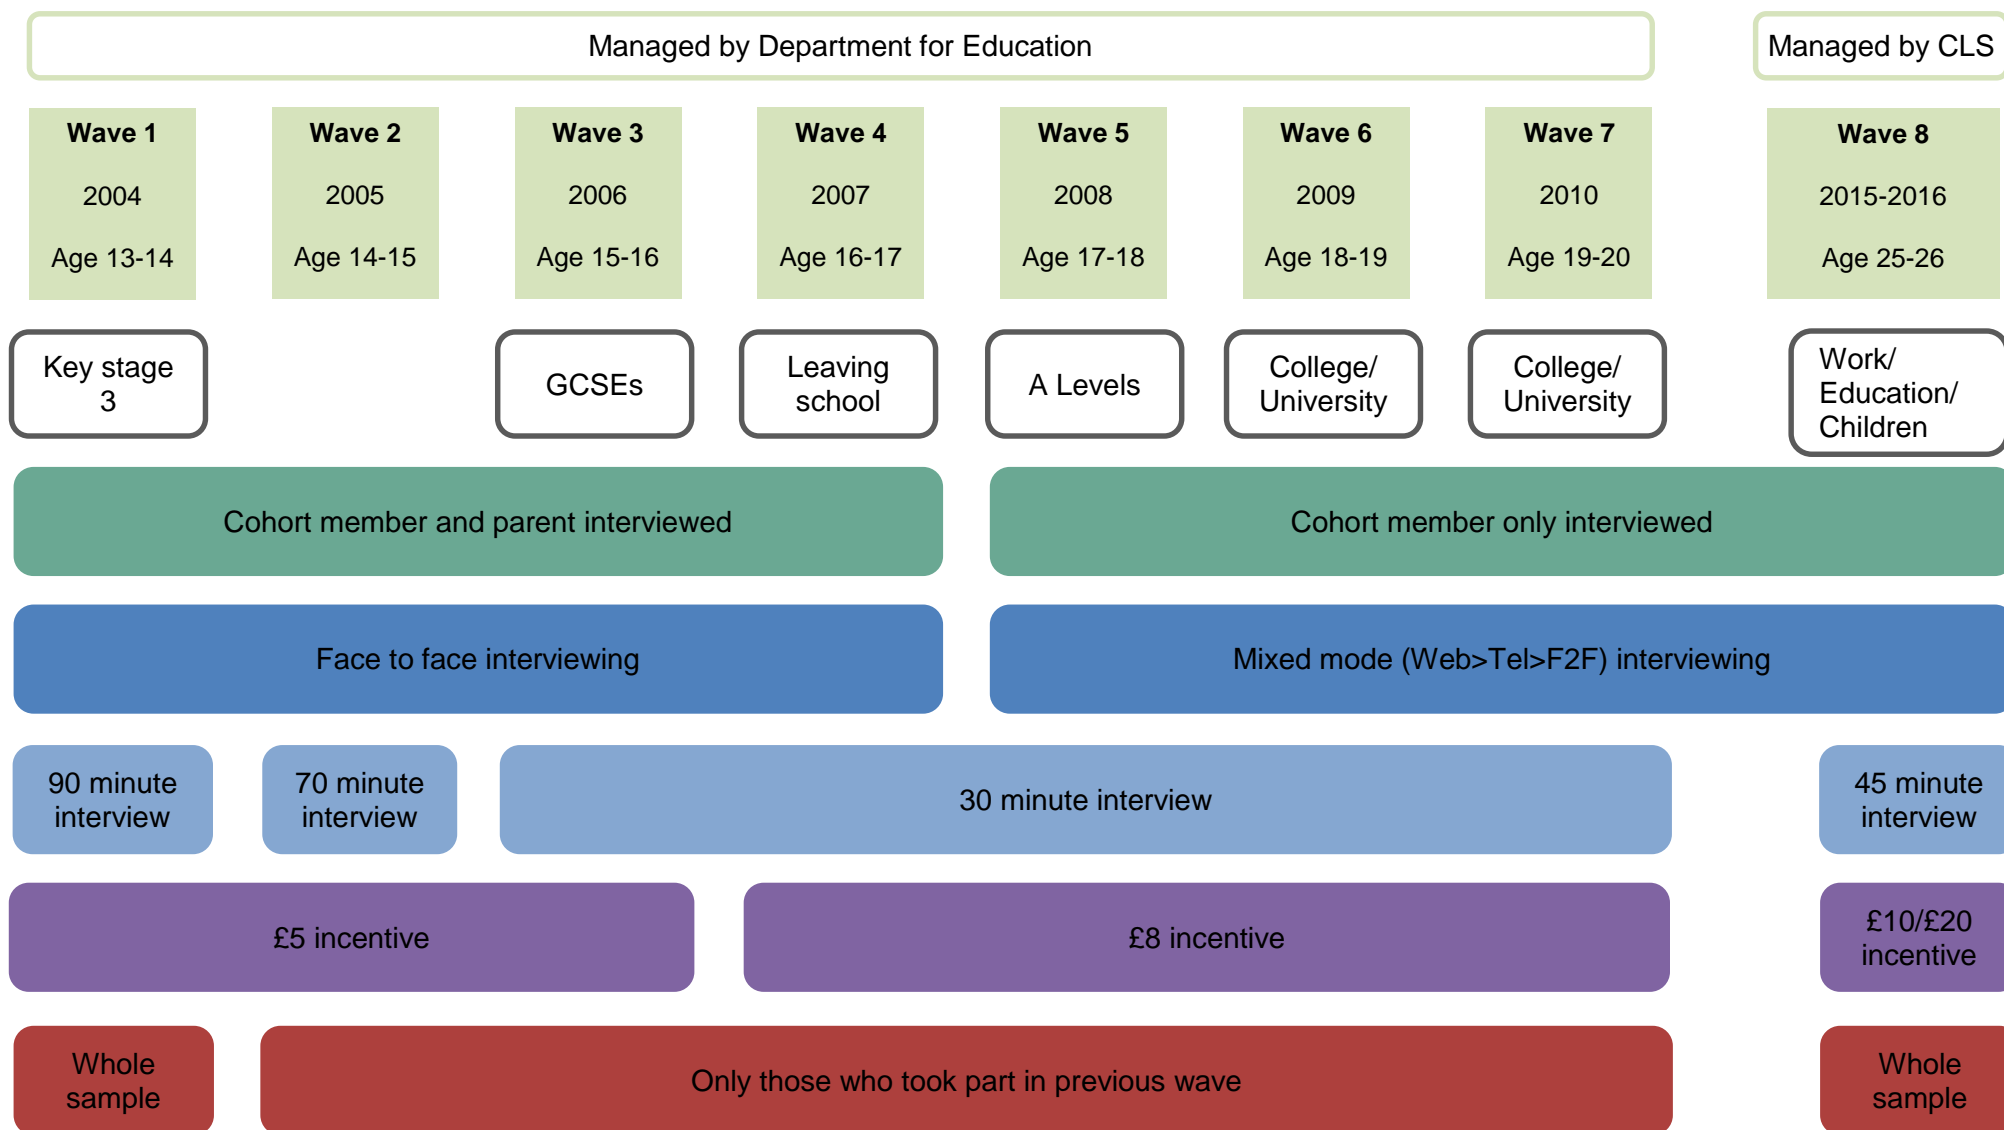 Managed by Department for Education
Managed by CLS
Wave 1
2004
Age 13-14
Wave 2
2005
Age 14-15
Wave 3
2006
Age 15-16
Wave 4
2007
Age 16-17
Wave 5
2008
Age 17-18
Wave 6
2009
Age 18-19
Wave 7
2010
Age 19-20
Wave 8
2015-2016
Age 25-26
Key stage
3
GCSEs
Leaving
school
A Levels
College/
University
College/
University
Work/
Education/
Children
Cohort member and parent interviewed
Cohort member only interviewed
Face to face interviewing
Mixed mode (Web>Tel>F2F) interviewing
90 minute
interview
70 minute
interview
30 minute interview
45 minute
interview
£5 incentive
£8 incentive
£10/£20
incentive
Whole
sample
Only those who took part in previous wave
Whole
sample